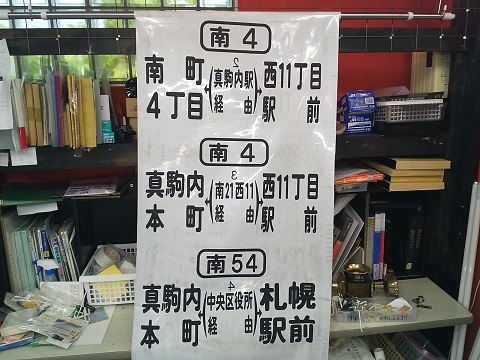 南4
2
南町4丁目 ↔ (真駒内駅経由) ↔ 西11丁目駅前
南4
3
真駒内本町 ↔ (南21西11経由) ↔ 西11丁目駅前
南54
4
真駒内本町 ↔ (中央区役所経由) ↔ 札幌駅前